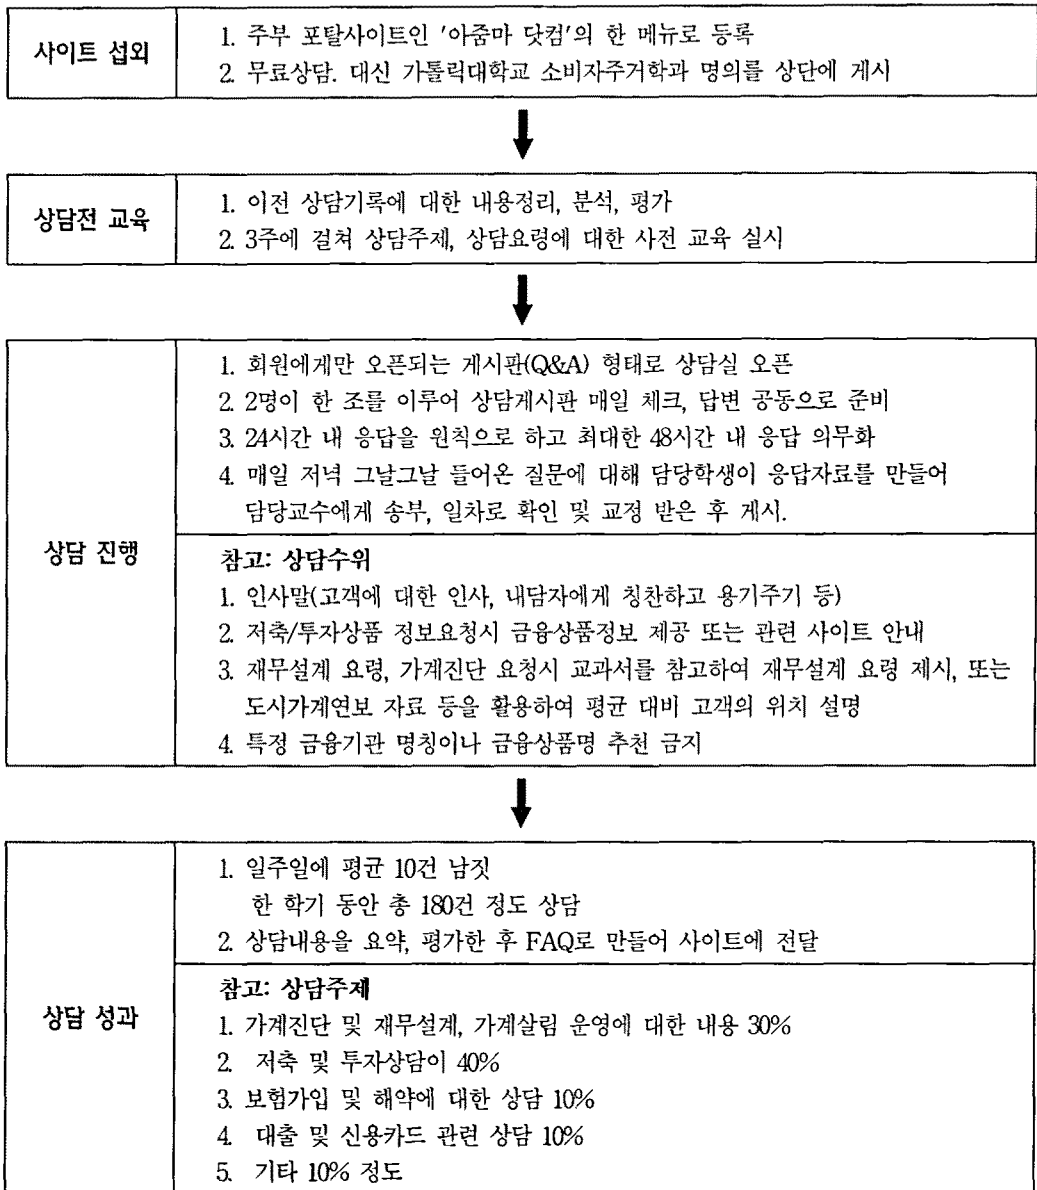 사이트 섭외
1. 주부 포탈사이트인 '아줌마 닷컴'의 한 메뉴로 등록
2. 무료상담. 대신 가톨릭대학교 소비자주거학과 명의를 상단에 게시
상담전 교육
1. 이전 상담기록에 대한 내용정리, 분석, 평가
2. 3주에 걸쳐 상담주제, 상담요령에 대한 사전 교육 실시
상담 진행
1. 회원에게만 오픈되는 게시판(Q&A) 형태로 상담실 오픈
2. 2명이 한 조를 이루어 상담게시판 매일 체크, 답변 공동으로 준비
3. 24시간 내 응답을 원칙으로 하고 최대한 48시간 내 응답 의무화
4. 매일 저녁 그날그날 들어온 질문에 대해 담당학생이 응답자료를 만들어
담당교수에게 송부, 일차로 확인 및 교정 받은 후 게시.
참고: 상담수위
1. 인사말(고객에 대한 인사, 내담자에게 칭찬하고 용기주기 등)
2. 저축/투자상품 정보요청시 금융상품정보 제공 또는 관련 사이트 안내
3. 재무설계 요령, 가계진단 요청시 교과서를 참고하여 재무설계 요령 제시, 또는
도시가계연보 자료 등을 활용하여 평균 대비 고객의 위치 설명
4. 특정 금융기관 명칭이나 금융상품명 추천 금지
상담 성과
1. 일주일에 평균 10건 남짓
한 학기 동안 총 180건 정도 상담
2. 상담내용을 요약, 평가한 후 FAQ로 만들어 사이트에 전달
참고: 상담주제
1. 가계진단 및 재무설계, 가계살림 운영에 대한 내용 30%
2. 저축 및 투자상담이 40%
3. 보험가입 및 해약에 대한 상담 10%
4. 대출 및 신용카드 관련 상담 10%
5. 기타 10% 정도